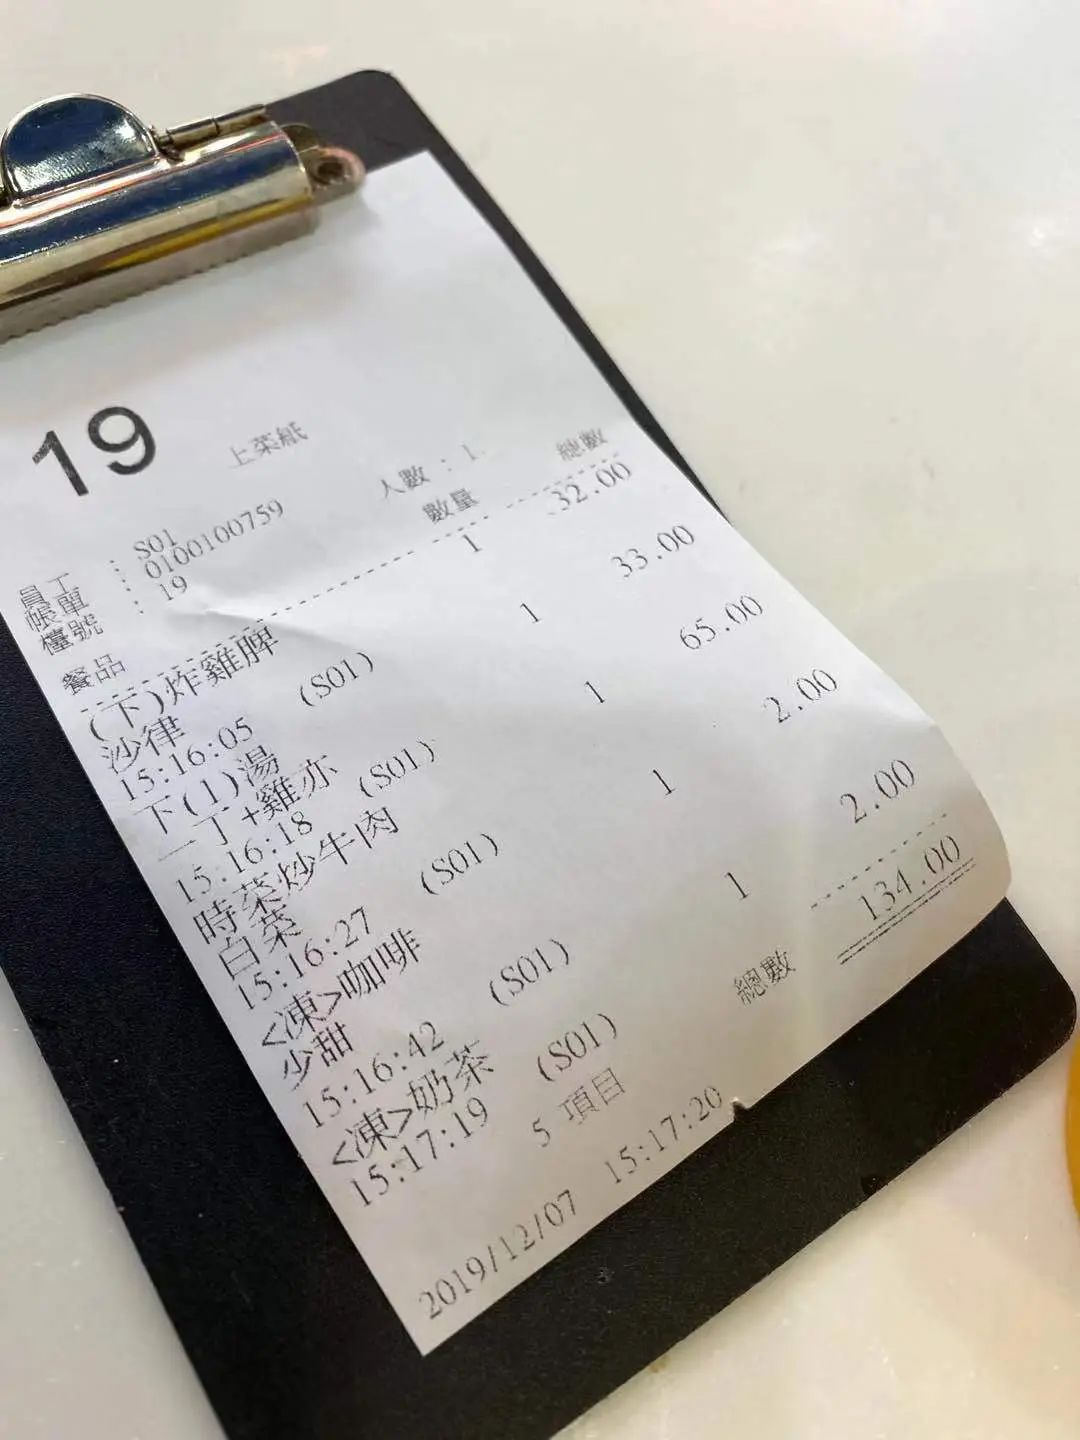 19 上菜紙
員工 : S01
帳單 : 0100100759 人數 : 1
檯號 : 19
餐品 數量 總數
(下)炸雞脾 1 32.00
沙律
15:16:05 (S01)
下(1)湯 1 33.00
一丁+雞亦
15:16:18 (S01)
時菜炒牛肉 1 65.00
白菜
15:16:27 (S01)
<凍>咖啡 1 2.00
少甜
15:16:42 (S01)
<凍>奶茶 1 2.00
15:17:19 (S01)
5 項目 總數 134.00
2019/12/07 15:17:20